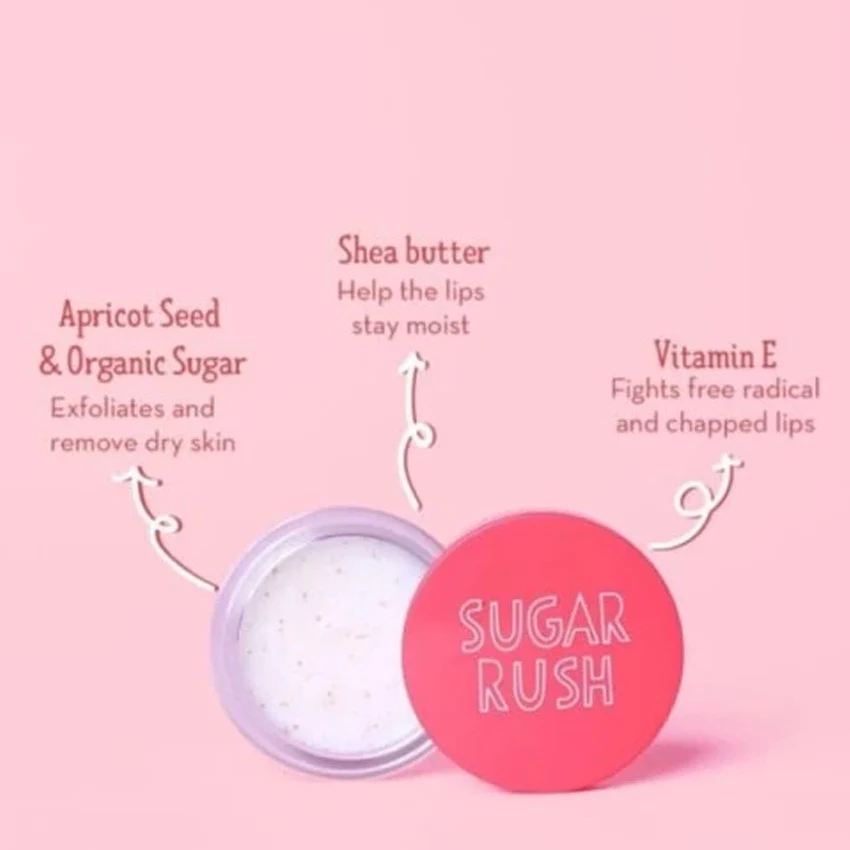 Shea butter
Help the lips
stay moist
Apricot Seed
& Organic Sugar
Exfoliates and
remove dry skin
Vitamin E
Fights free radical
and chapped lips
SUGAR
RUSH